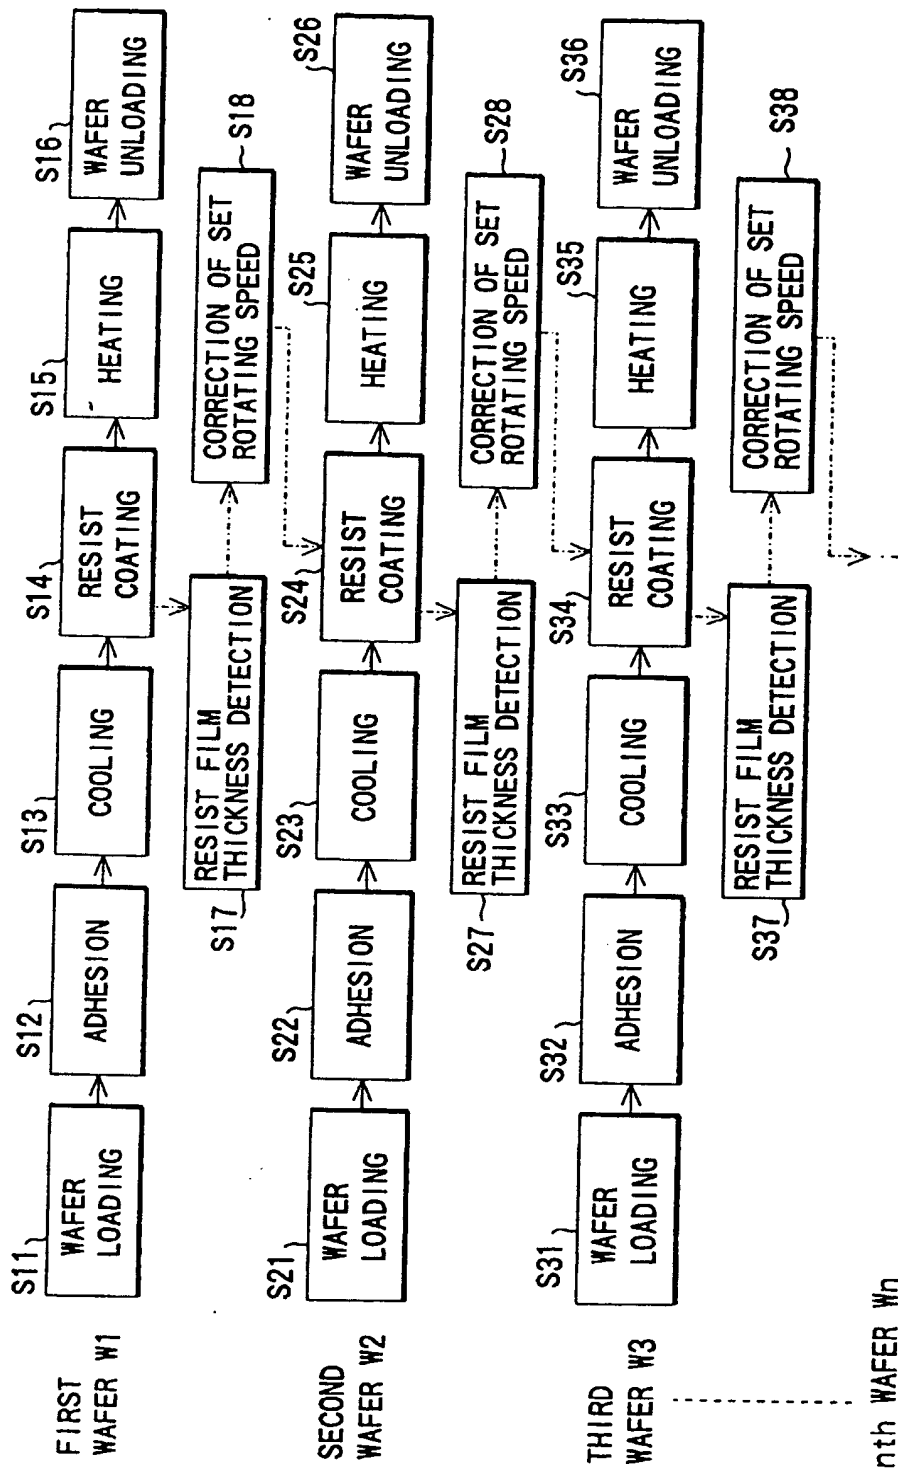 FIRST
WAFER W1
S11
WAFER
LOADING
S12
ADHESION
S13
COOLING
S14
RESIST
COATING
S15
HEATING
S16
WAFER
UNLOADING
S17
RESIST FILM
THICKNESS DETECTION
S18
CORRECTION OF SET
ROTATING SPEED
SECOND
WAFER W2
S21
WAFER
LOADING
S22
ADHESION
S23
COOLING
S24
RESIST
COATING
S25
HEATING
S26
WAFER
UNLOADING
S27
RESIST FILM
THICKNESS DETECTION
S28
CORRECTION OF SET
ROTATING SPEED
THIRD
WAFER W3
S31
WAFER
LOADING
S32
ADHESION
S33
COOLING
S34
RESIST
COATING
S35
HEATING
S36
WAFER
UNLOADING
S37
RESIST FILM
THICKNESS DETECTION
S38
CORRECTION OF SET
ROTATING SPEED
nth WAFER Wn